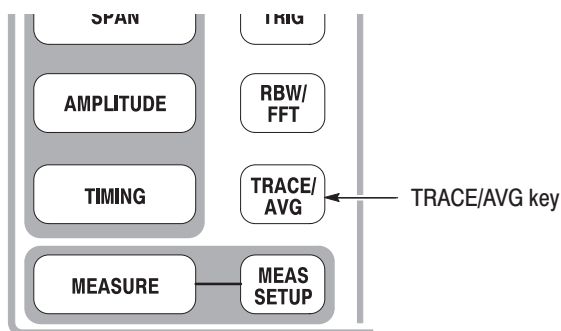 SPAN TRIG
AMPLITUDE RBW/
FFT
TIMING TRACE/
AVG TRACE/AVG key
MEASURE MEAS
SETUP